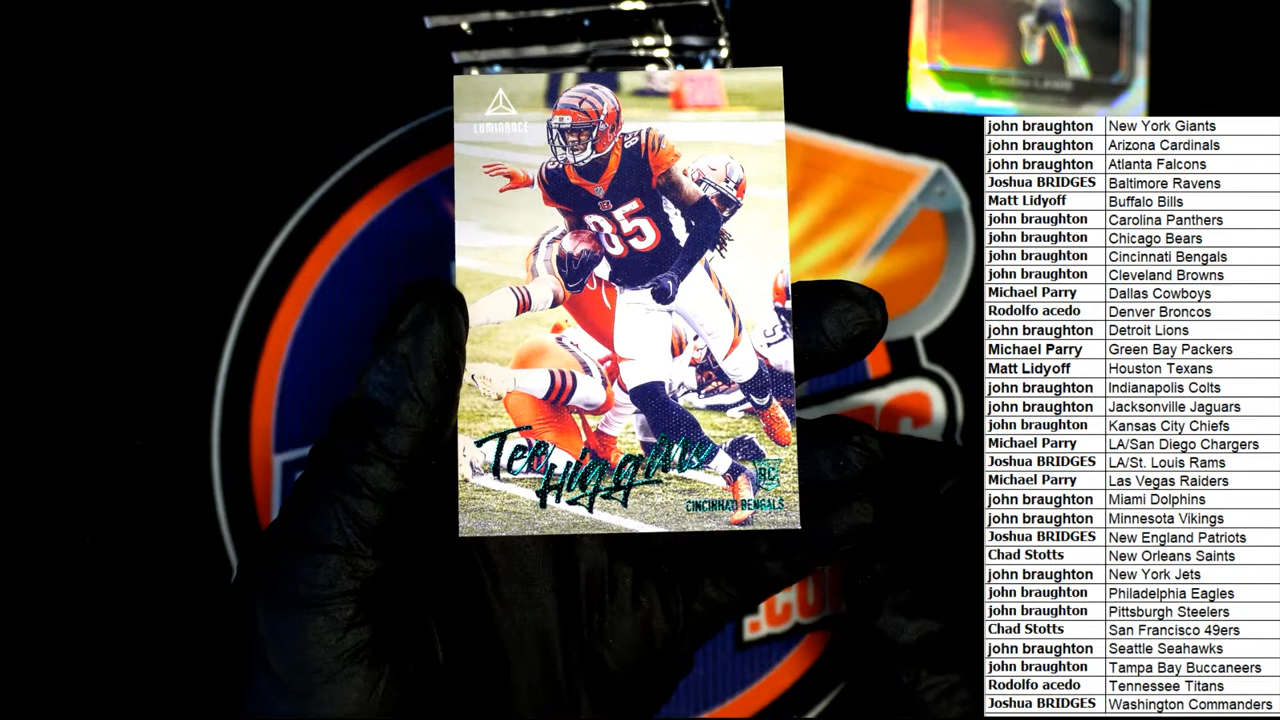 LUMINANCE
85
85
Tee
Higgins
RC
CINCINNATI BENGALS
.COM
LAMB
john braughton New York Giants
john braughton Arizona Cardinals
john braughton Atlanta Falcons
Joshua BRIDGES Baltimore Ravens
Matt Lidyoff Buffalo Bills
john braughton Carolina Panthers
john braughton Chicago Bears
john braughton Cincinnati Bengals
john braughton Cleveland Browns
Michael Parry Dallas Cowboys
Rodolfo acedo Denver Broncos
john braughton Detroit Lions
Michael Parry Green Bay Packers
Matt Lidyoff Houston Texans
john braughton Indianapolis Colts
john braughton Jacksonville Jaguars
john braughton Kansas City Chiefs
Michael Parry LA/San Diego Chargers
Joshua BRIDGES LA/St. Louis Rams
Michael Parry Las Vegas Raiders
john braughton Miami Dolphins
john braughton Minnesota Vikings
Joshua BRIDGES New England Patriots
Chad Stotts New Orleans Saints
john braughton New York Jets
john braughton Philadelphia Eagles
john braughton Pittsburgh Steelers
Chad Stotts San Francisco 49ers
john braughton Seattle Seahawks
john braughton Tampa Bay Buccaneers
Rodolfo acedo Tennessee Titans
Joshua BRIDGES Washington Commanders